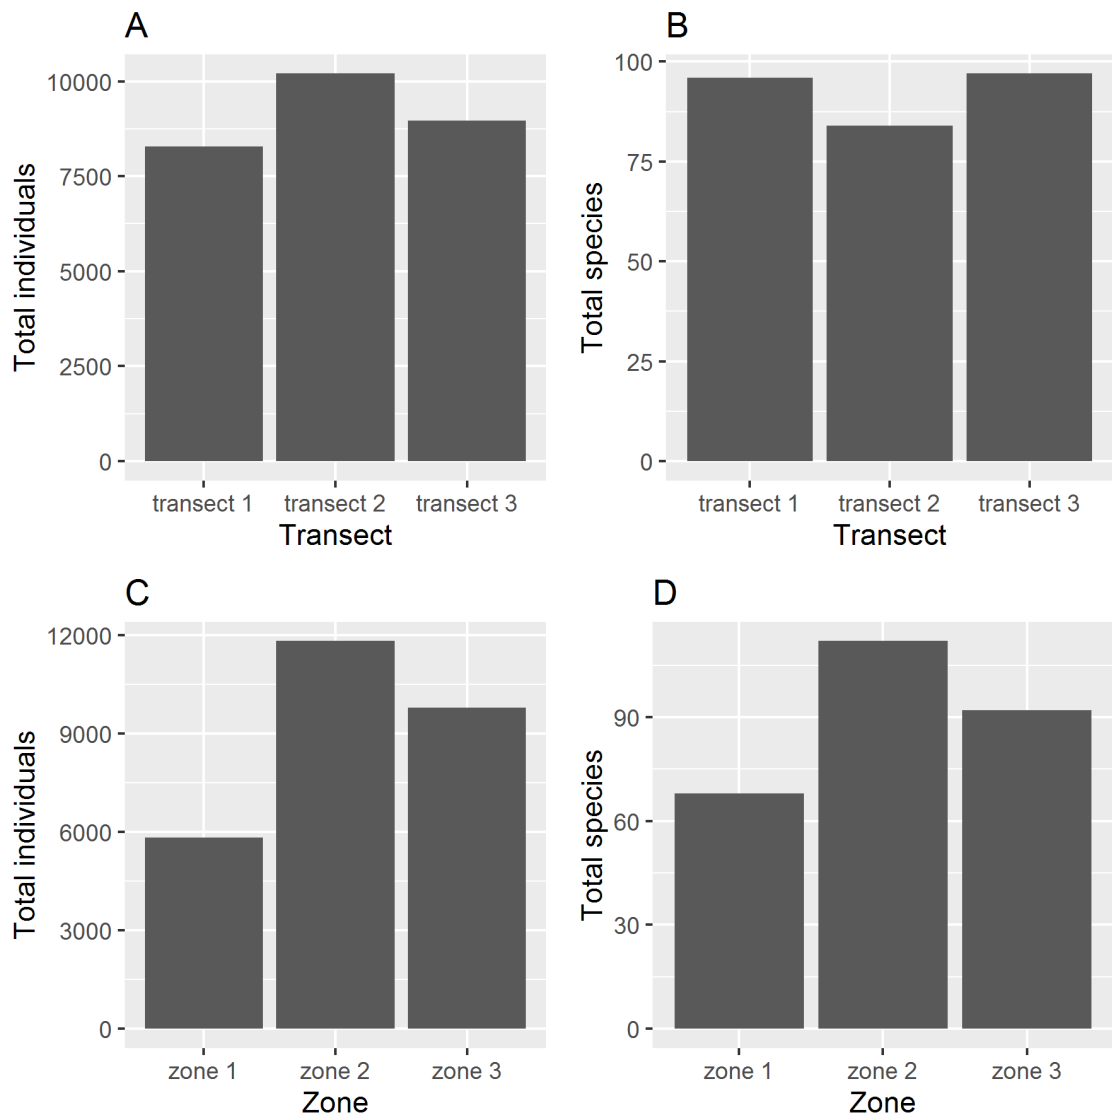 A
Total individuals
10000
7500
5000
2500
0
transect 1 transect 2 transect 3
Transect
B
Total species
100
75
50
25
0
transect 1 transect 2 transect 3
Transect
C
Total individuals
12000
9000
6000
3000
0
zone 1 zone 2 zone 3
Zone
D
Total species
90
60
30
0
zone 1 zone 2 zone 3
Zone